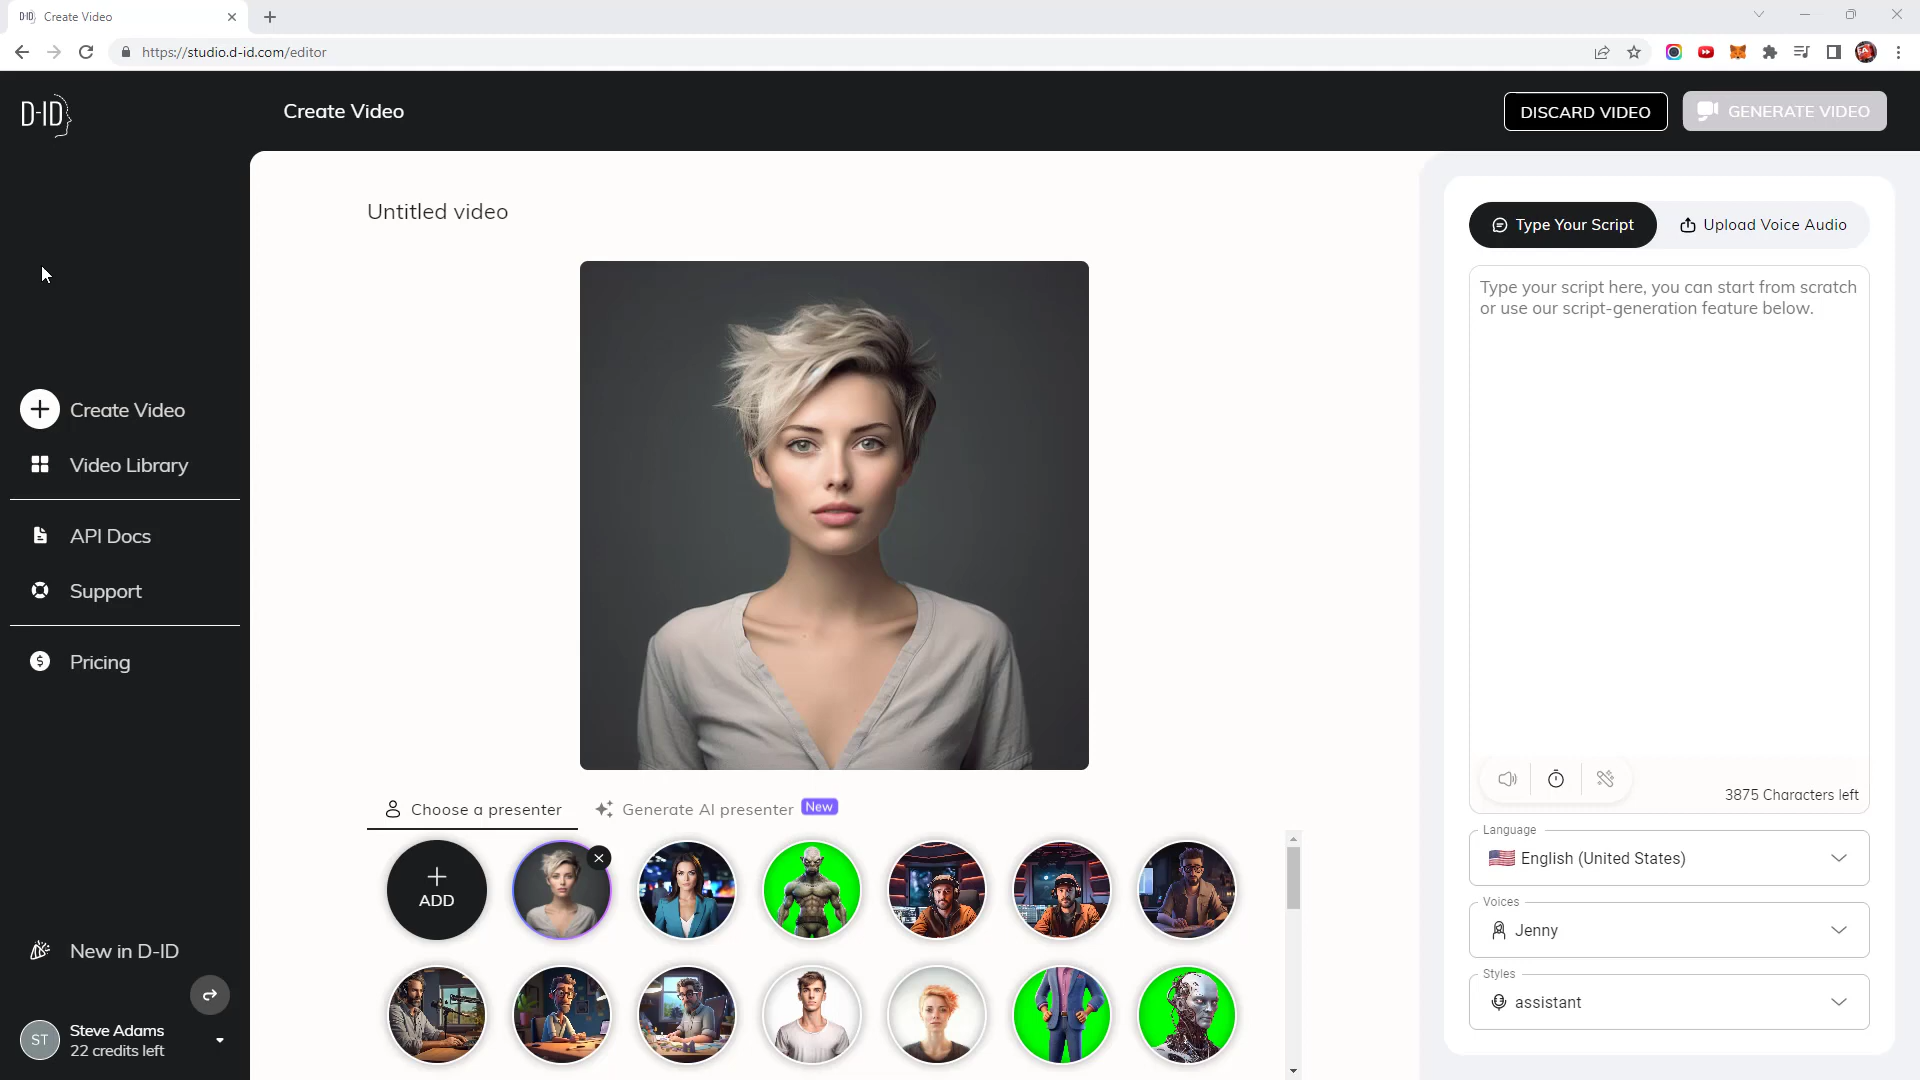 D-ID Create Video
https://studio.d-id.com/editor
D-ID
Create Video
DISCARD VIDEO
GENERATE VIDEO
Untitled video
Create Video
Video Library
API Docs
Support
Pricing
New in D-ID
ST
Steve Adams
22 credits left
Choose a presenter
Generate AI presenter New
+
ADD
Type Your Script
Upload Voice Audio
Type your script here, you can start from scratch
or use our script-generation feature below.
3875 Characters left
Language
English (United States)
Voices
Jenny
Styles
assistant